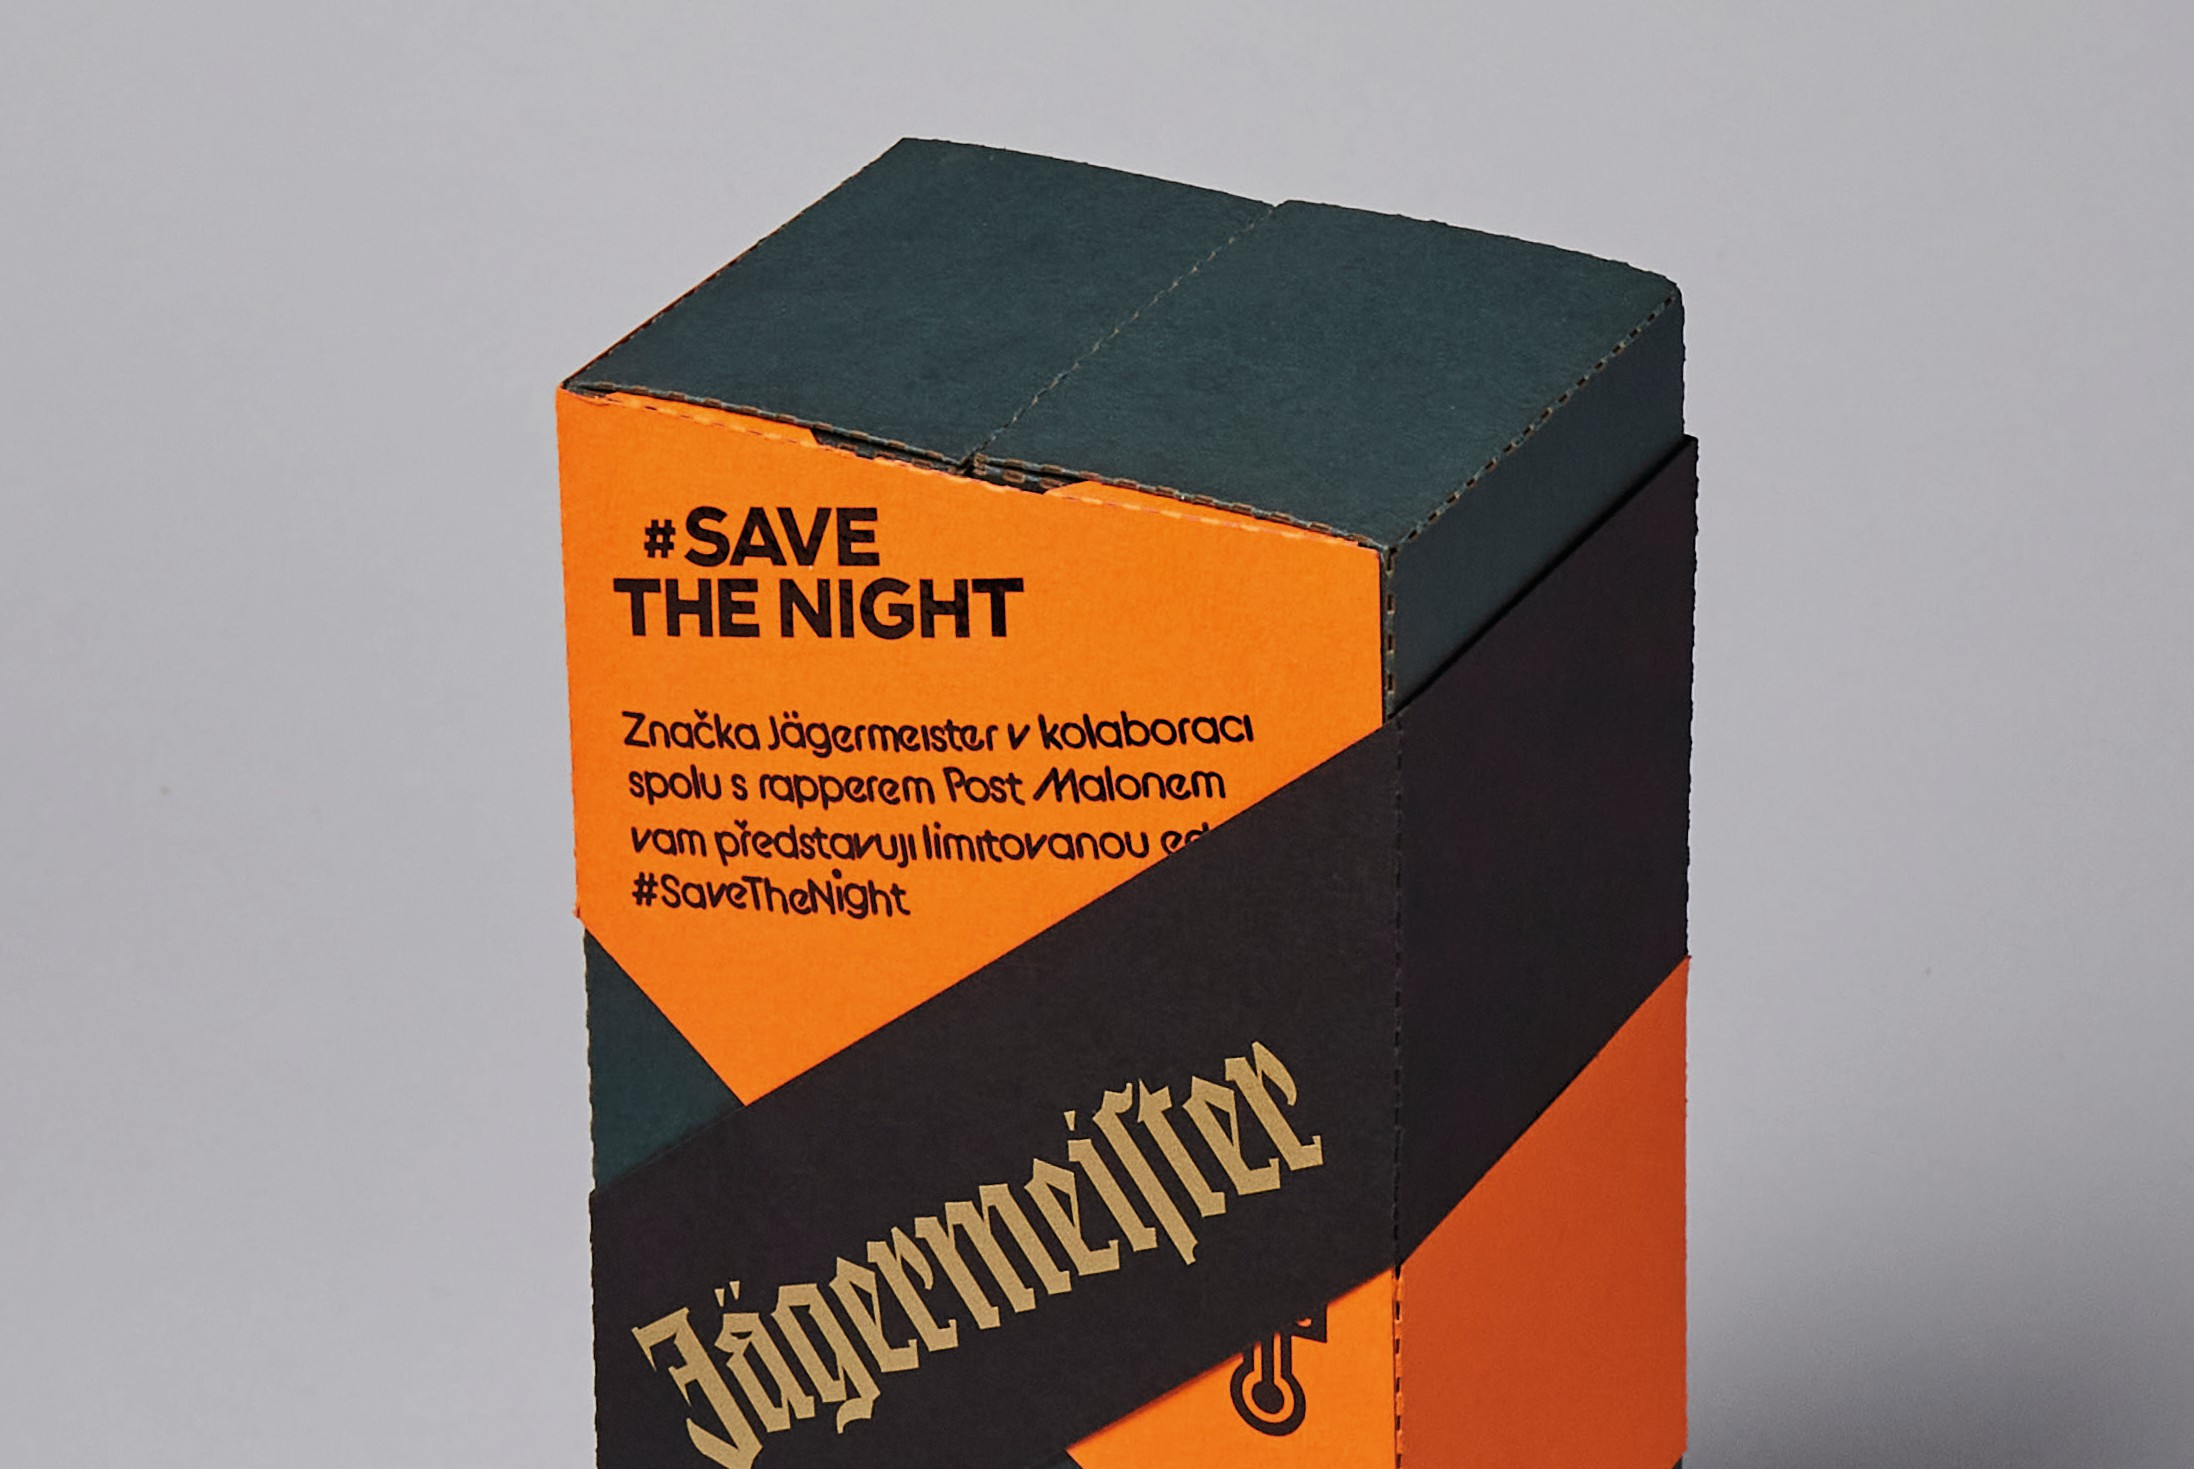 #SAVE
THE NIGHT
Značka Jägermeister v kolaboraci
spolu s rapperem Post Malonem
vam představuji limitovanou
#SaveTheNight
Jägermeiſter